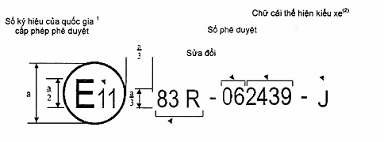 Chữ cái thể hiện kiểu xe(2)
Số ký hiệu của quốc gia 1
cấp phép phê duyệt
Số phê duyệt
Sửa đổi
a
3
a
a
2
E11
a
3
83 R - 062439 - J